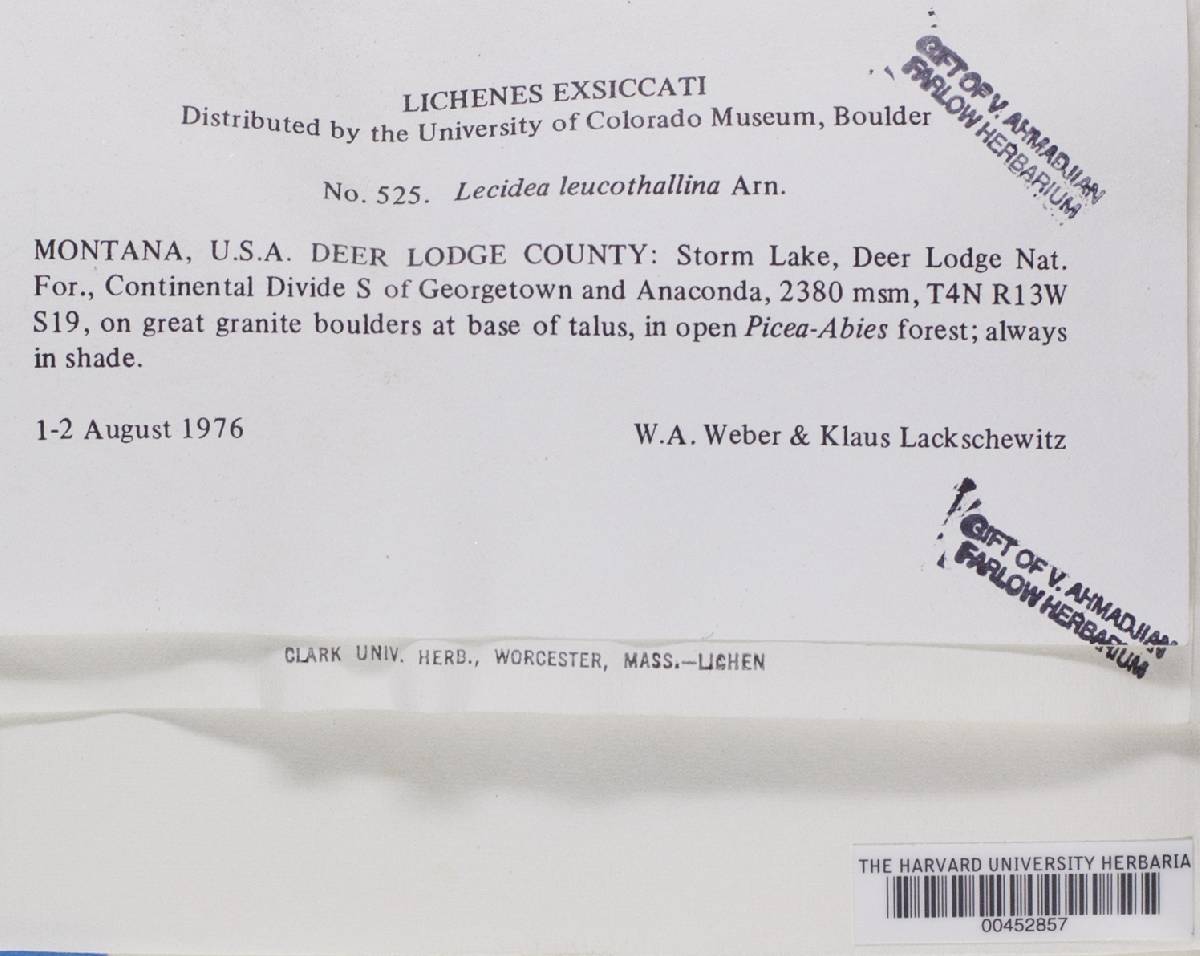 LICHENES EXSICCATI
Distributed by the University of Colorado Museum, Boulder
GIFT OF V. AHMADJIAN
FARLOW HERBARIUM
No. 525. Lecidea leucothallina Arn.
MONTANA, U.S.A. DEER LODGE COUNTY: Storm Lake, Deer Lodge Nat.
For., Continental Divide S of Georgetown and Anaconda, 2380 msm, T4N R13W
S19, on great granite boulders at base of talus, in open Picea-Abies forest; always
in shade.
1-2 August 1976
W.A. Weber & Klaus Lackschewitz
GIFT OF V. AHMADJIAN
FARLOW HERBARIUM
CLARK UNIV. HERB., WORCESTER, MASS.—LICHEN
THE HARVARD UNIVERSITY HERBARIA
00452857